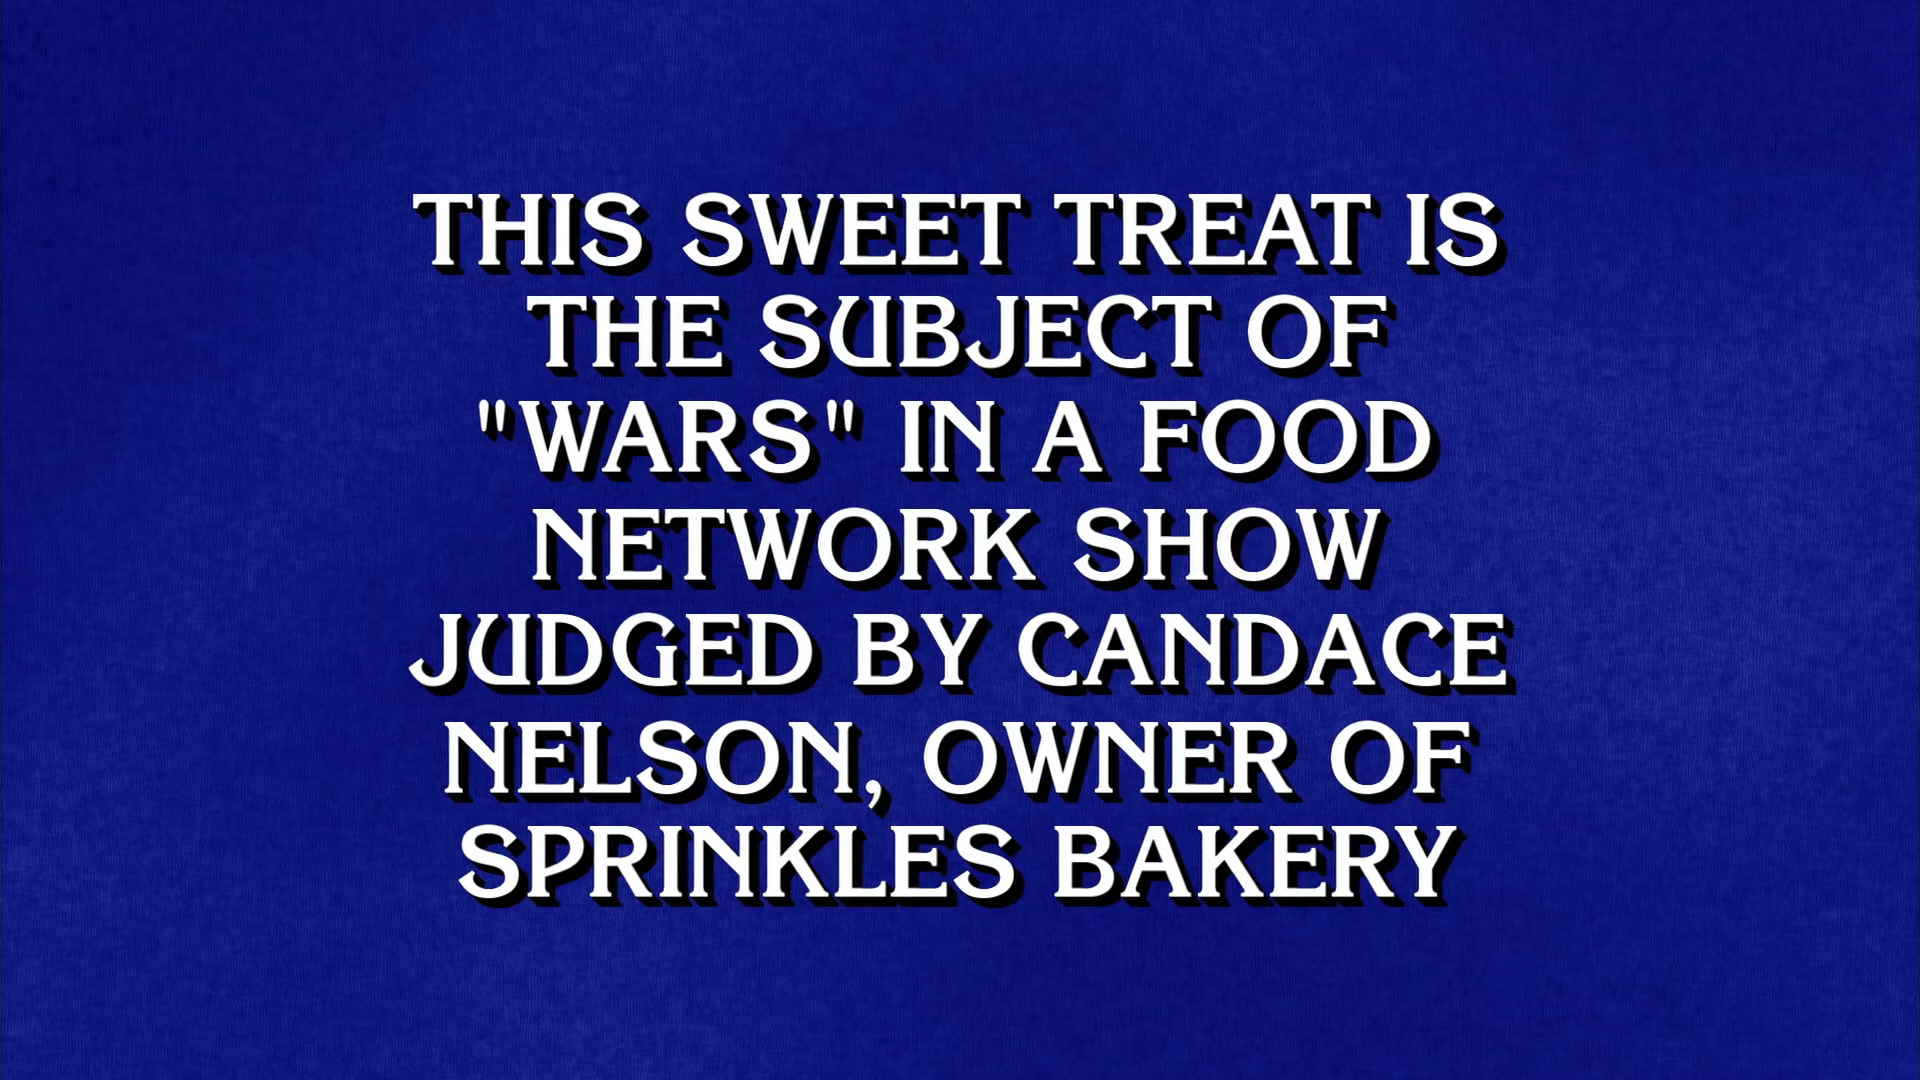 THIS SWEET TREAT IS
THE SUBJECT OF
"WARS" IN A FOOD
NETWORK SHOW
JUDGED BY CANDACE
NELSON, OWNER OF
SPRINKLES BAKERY